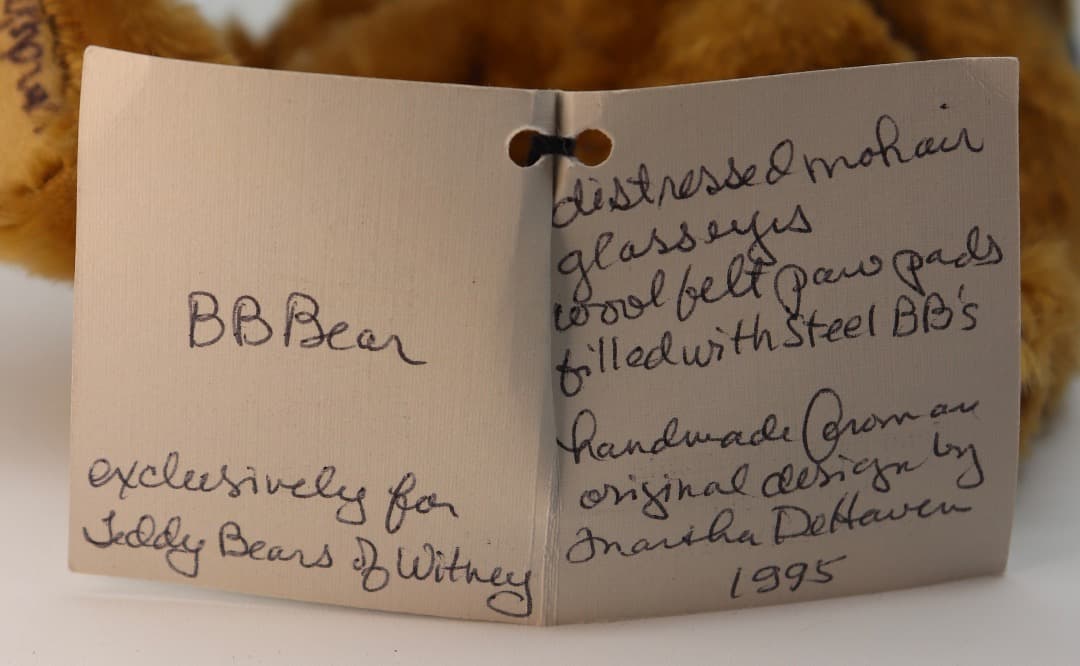 BB Bear
exclusively for
Teddy Bears of Witney
distressed mohair
glass eyes
wool felt paw pads
filled with steel BB's
handmade from an
original design by
Martha DeHaven
1995